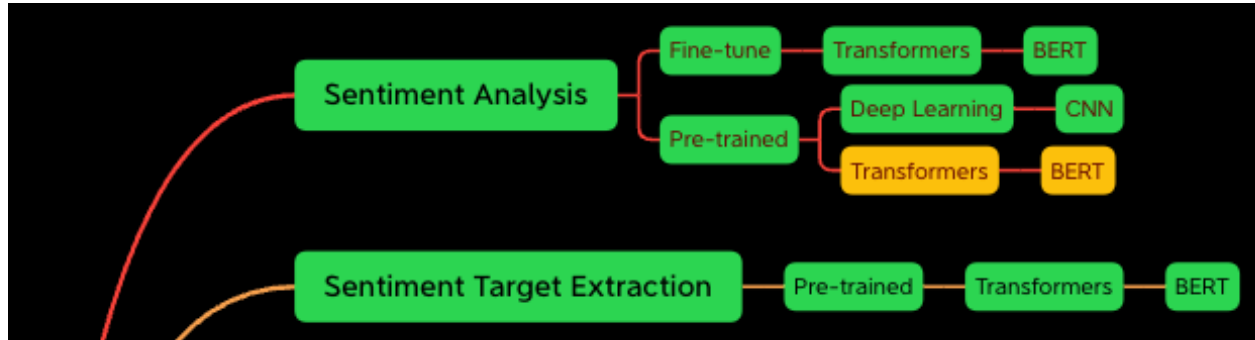 Sentiment Analysis
Fine-tune
Transformers
BERT
Pre-trained
Deep Learning
CNN
Transformers
BERT
Sentiment Target Extraction
Pre-trained
Transformers
BERT